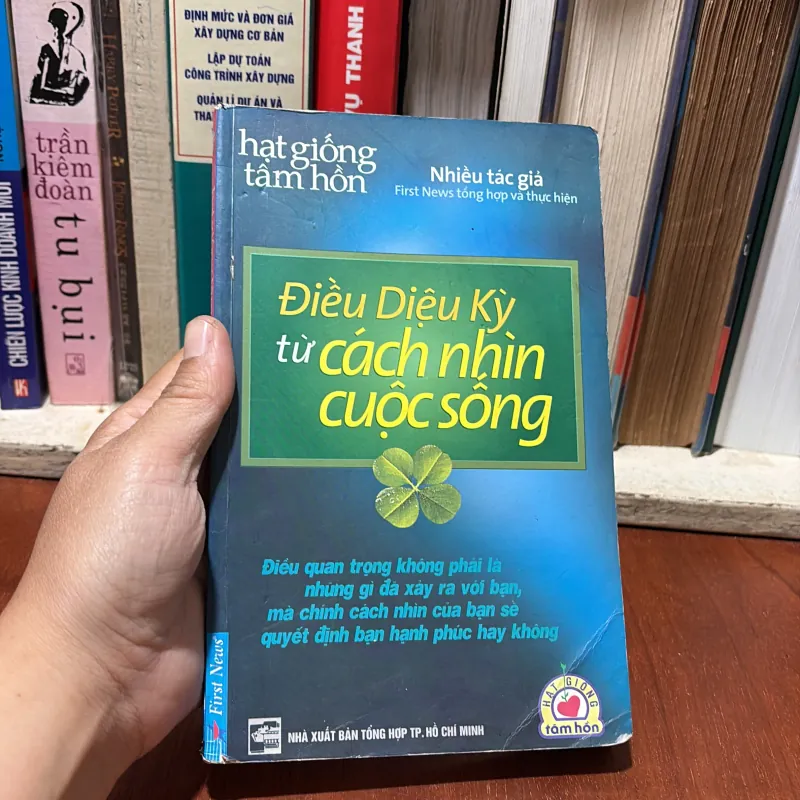 ĐỊNH MỨC VÀ ĐƠN GIÁ
XÂY DỰNG CƠ BẢN
LẬP DỰ TOÁN
CÔNG TRÌNH XÂY DỰNG
QUẢN LÍ DỰ ÁN VÀ
VỤ THANH
CHIẾN LƯỢC KINH DOANH MỚI
trần
kiêm
đoàn
tu bụi
hạt giống
tâm hồn
Nhiều tác giả
First News tổng hợp và thực hiện
Điều Diệu Kỳ
từ cách nhìn
cuộc sống
Điều quan trọng không phải là
những gì đã xảy ra với bạn,
mà chính cách nhìn của bạn sẽ
quyết định bạn hạnh phúc hay không
First News
NHÀ XUẤT BẢN TỔNG HỢP TP. HỒ CHÍ MINH
HẠT GIỐNG
tâm hồn